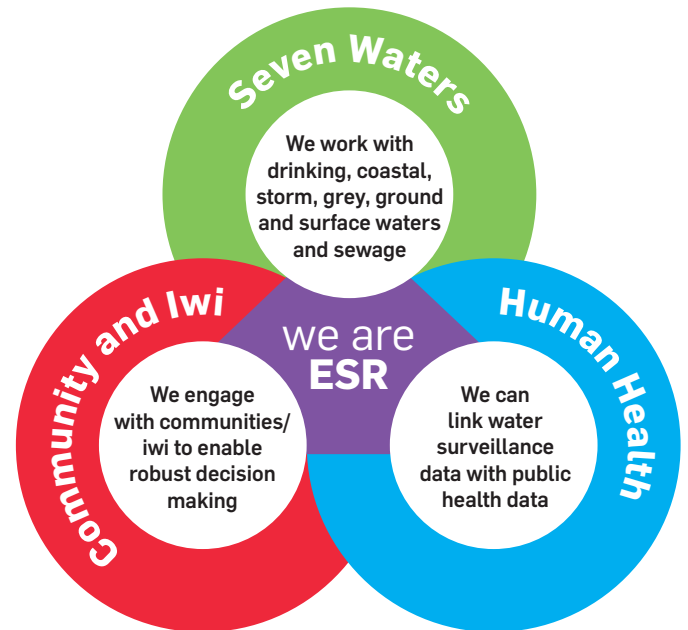 Seven Waters
We work with
drinking, coastal,
storm, grey, ground
and surface waters
and sewage
we are
ESR
Community and Iwi
We engage
with communities/
iwi to enable
robust decision
making
Human Health
We can
link water
surveillance
data with public
health data